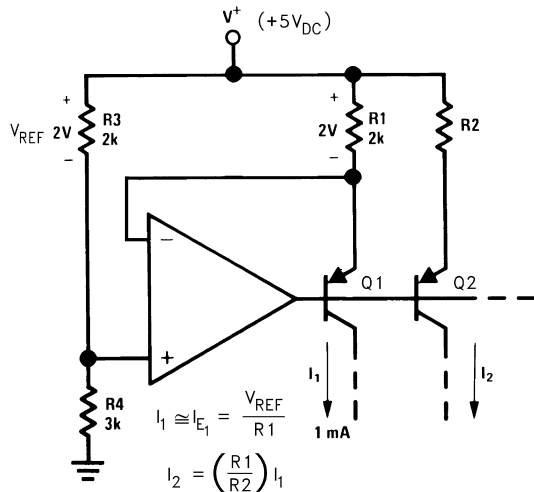 V+ (+5VDC)
+
R3
VREF 2V
2k
−
+
R1
2V
2k
−
R2
−
+
Q1
Q2
I1
1 mA
I2
R4
3k
I1 ≅ IE1 = VREF / R1
I2 = (R1 / R2) I1